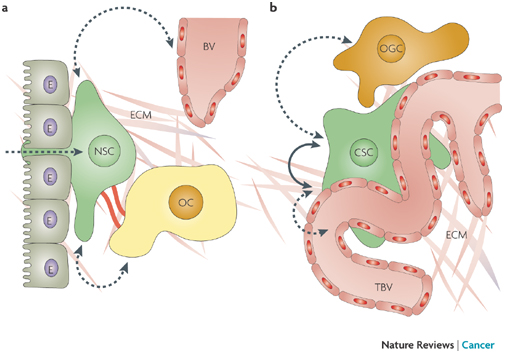 a
b
BV
OGC
E
E
ECM
NSC
CSC
E
OC
E
ECM
E
TBV
Nature Reviews | Cancer